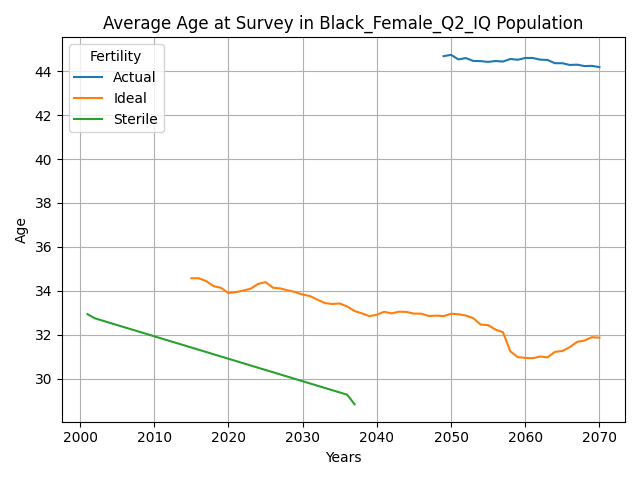 Average Age at Survey in Black_Female_Q2_IQ Population
Fertility
Actual
Ideal
Sterile
Age
44
42
40
38
36
34
32
30
2000 2010 2020 2030 2040 2050 2060 2070
Years